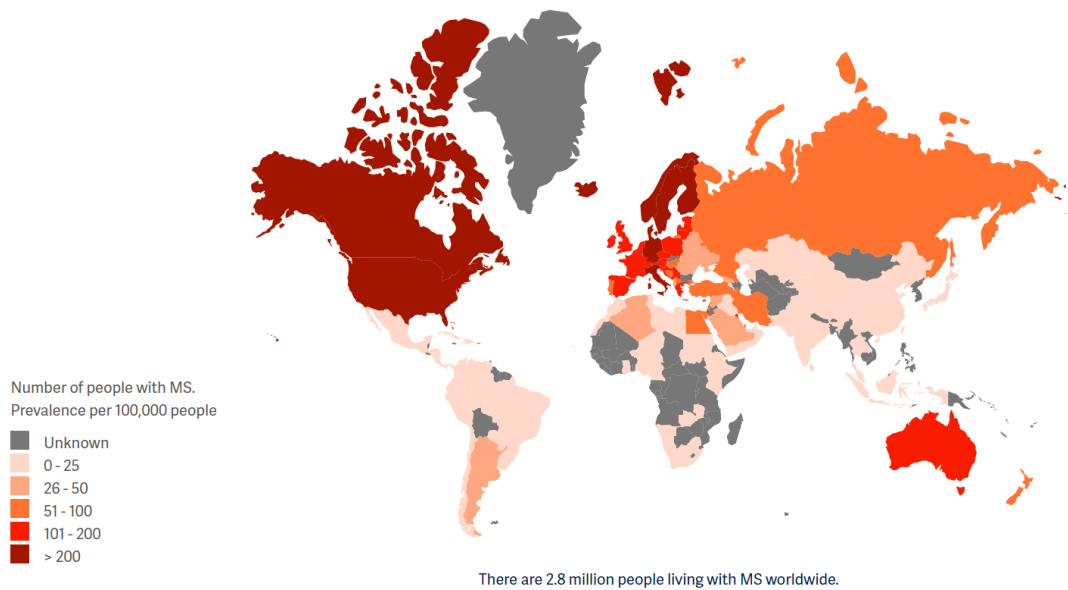 Number of people with MS.
Prevalence per 100,000 people
Unknown
0 - 25
26 - 50
51 - 100
101 - 200
> 200
There are 2.8 million people living with MS worldwide.